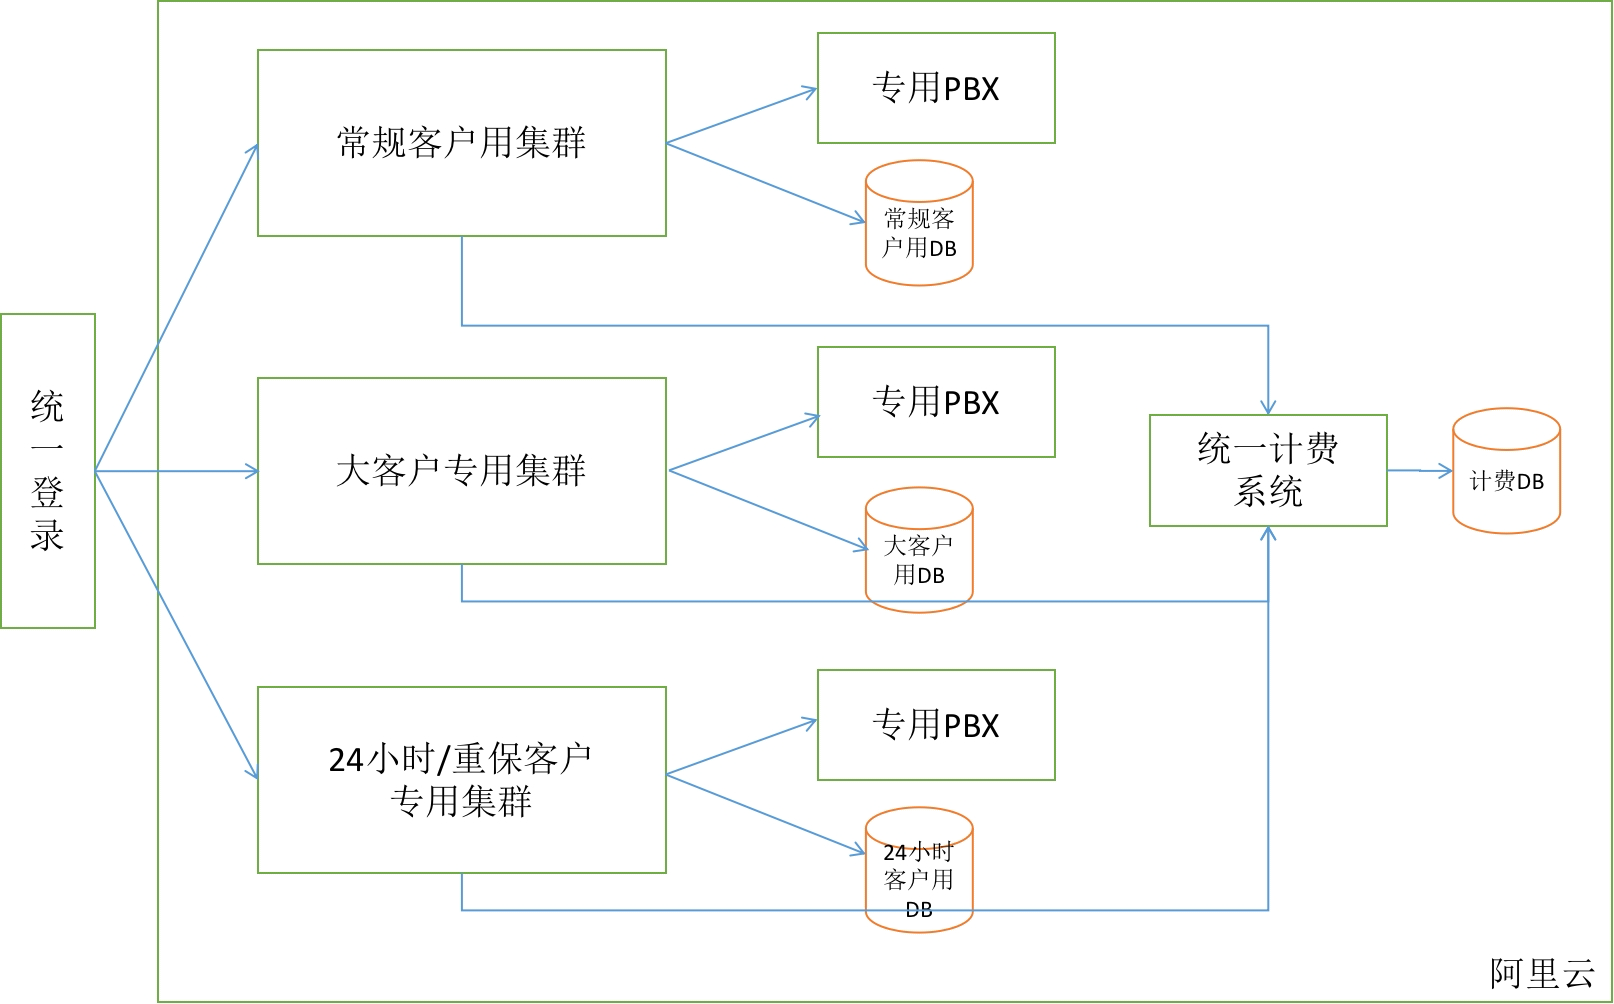 统
一
登
录
常规客户用集群
专用PBX
常规客
户用DB
大客户专用集群
专用PBX
大客户
用DB
24小时/重保客户
专用集群
专用PBX
24小时
客户用
DB
统一计费
系统
计费DB
阿里云